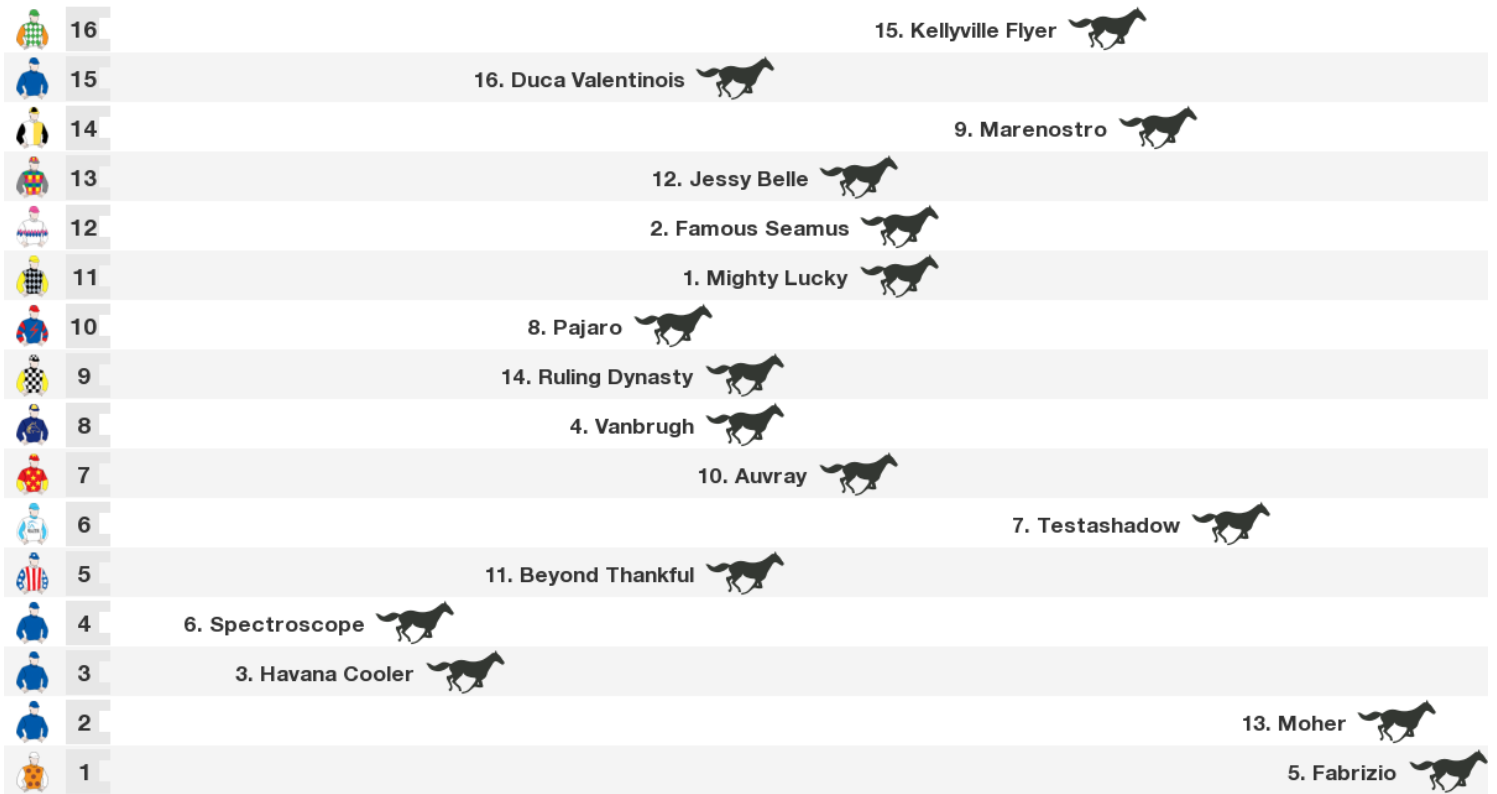 16 15. Kellyville Flyer
15 16. Duca Valentinois
14 9. Marenostro
13 12. Jessy Belle
12 2. Famous Seamus
11 1. Mighty Lucky
10 8. Pajaro
9 14. Ruling Dynasty
8 4. Vanbrugh
7 10. Auvray
6 7. Testashadow
5 11. Beyond Thankful
4 6. Spectroscope
3 3. Havana Cooler
2 13. Moher
1 5. Fabrizio